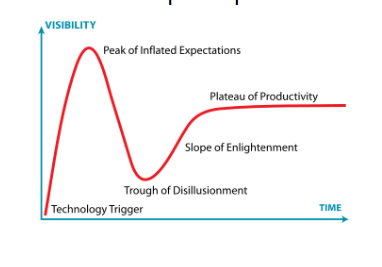 VISIBILITY
Peak of Inflated Expectations
Plateau of Productivity
Slope of Enlightenment
Trough of Disillusionment
Technology Trigger
TIME